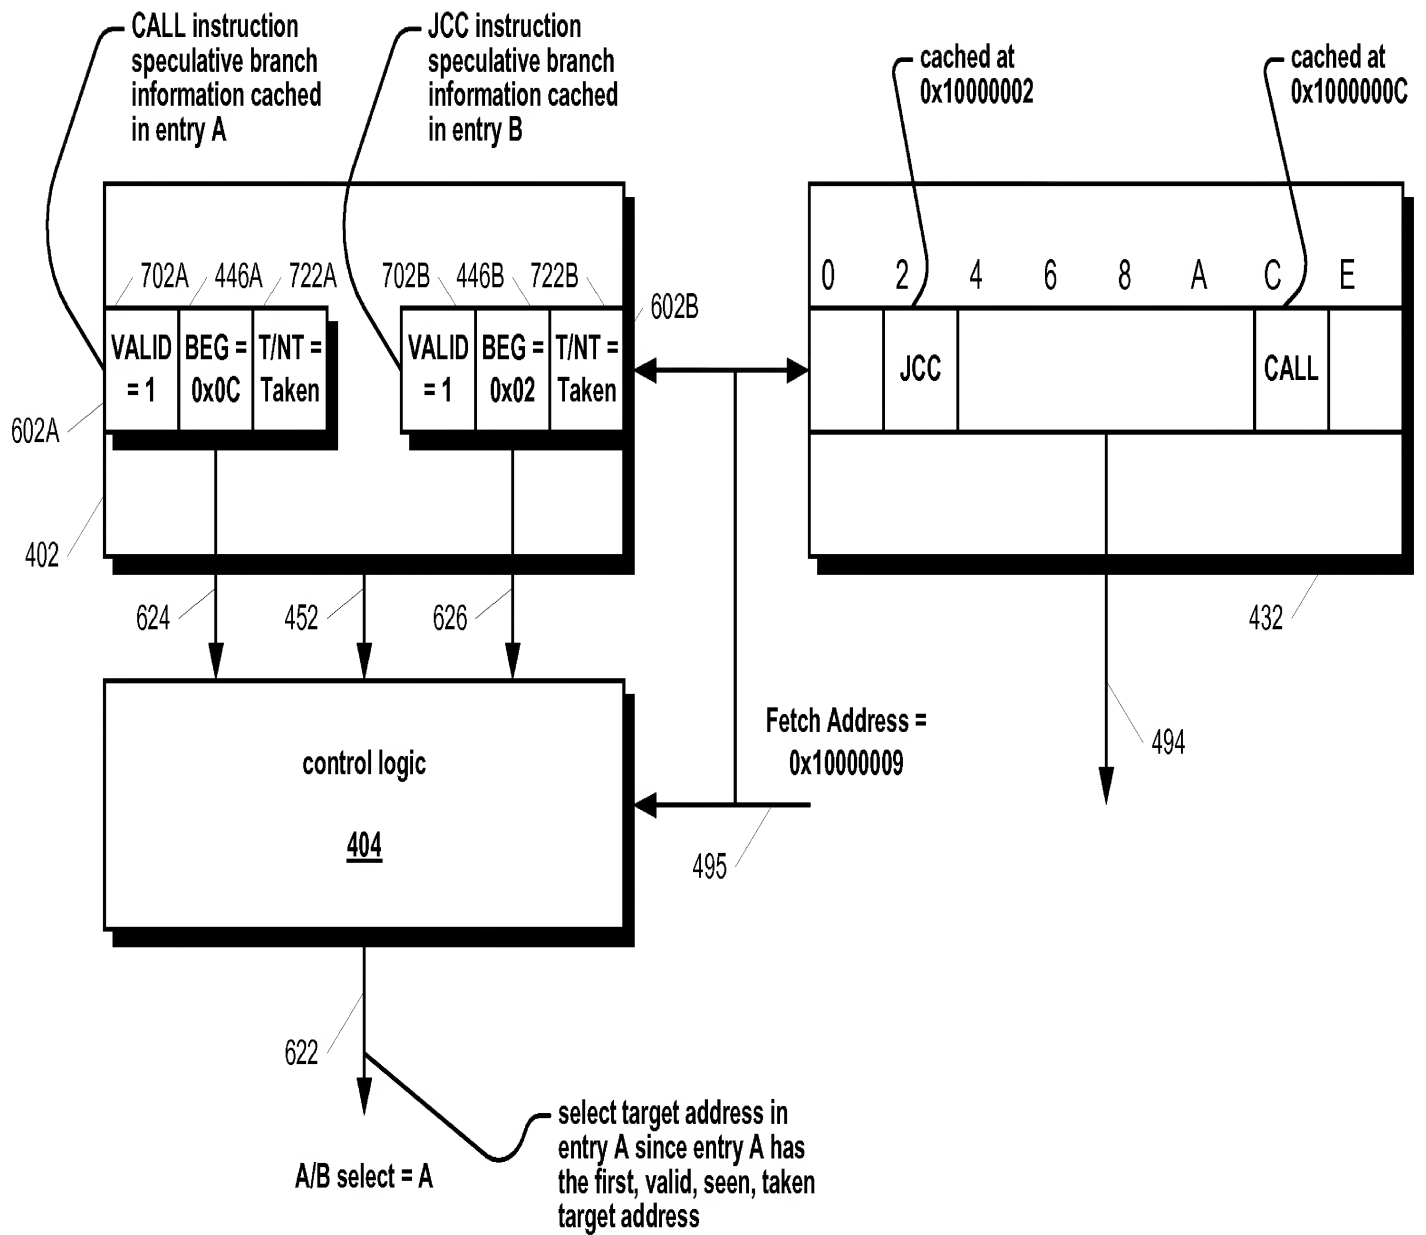 CALL instruction
speculative branch
information cached
in entry A
JCC instruction
speculative branch
information cached
in entry B
cached at
0x10000002
cached at
0x1000000C
702A
446A
722A
702B
446B
722B
602B
0 2 4 6 8 A C E
VALID
= 1
BEG =
0x0C
T/NT =
Taken
VALID
= 1
BEG =
0x02
T/NT =
Taken
JCC
CALL
602A
402
624
452
626
432
control logic
404
Fetch Address =
0x10000009
494
495
622
A/B select = A
select target address in
entry A since entry A has
the first, valid, seen, taken
target address